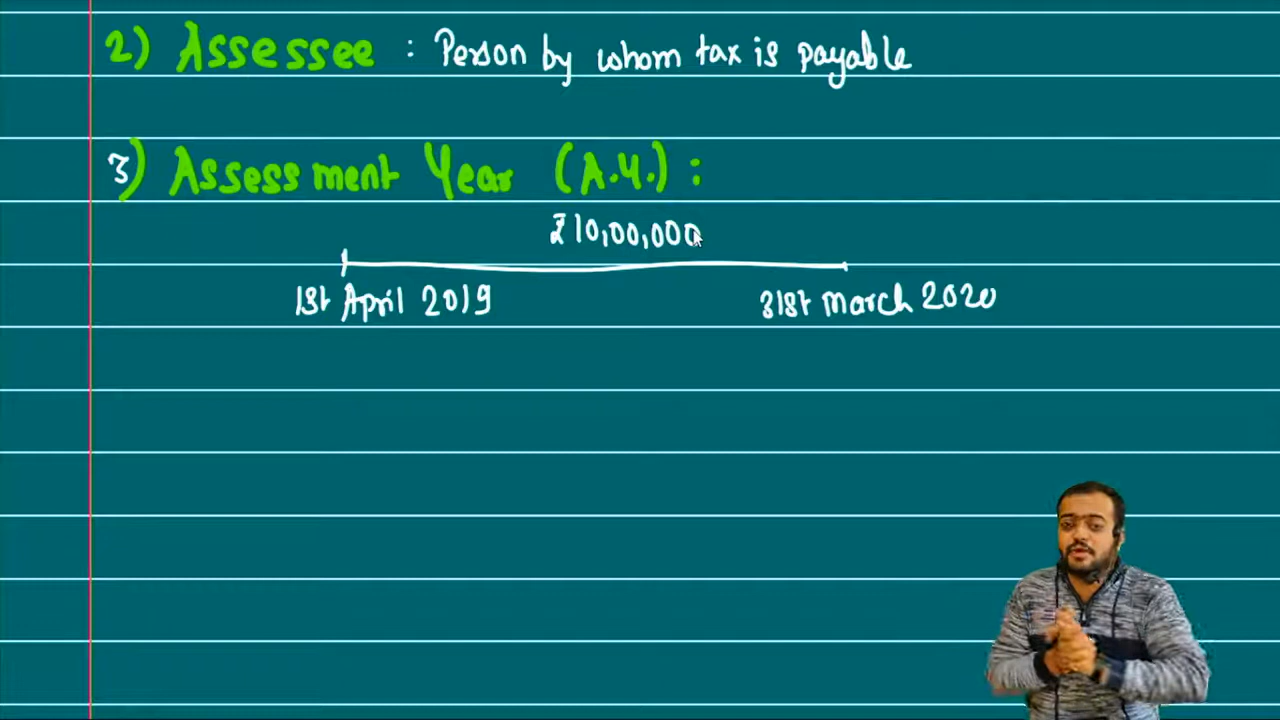 2) Assessee : Person by whom tax is payable
3) Assessment Year (A.Y.) :
₹10,00,000
1st April 2019 31st March 2020